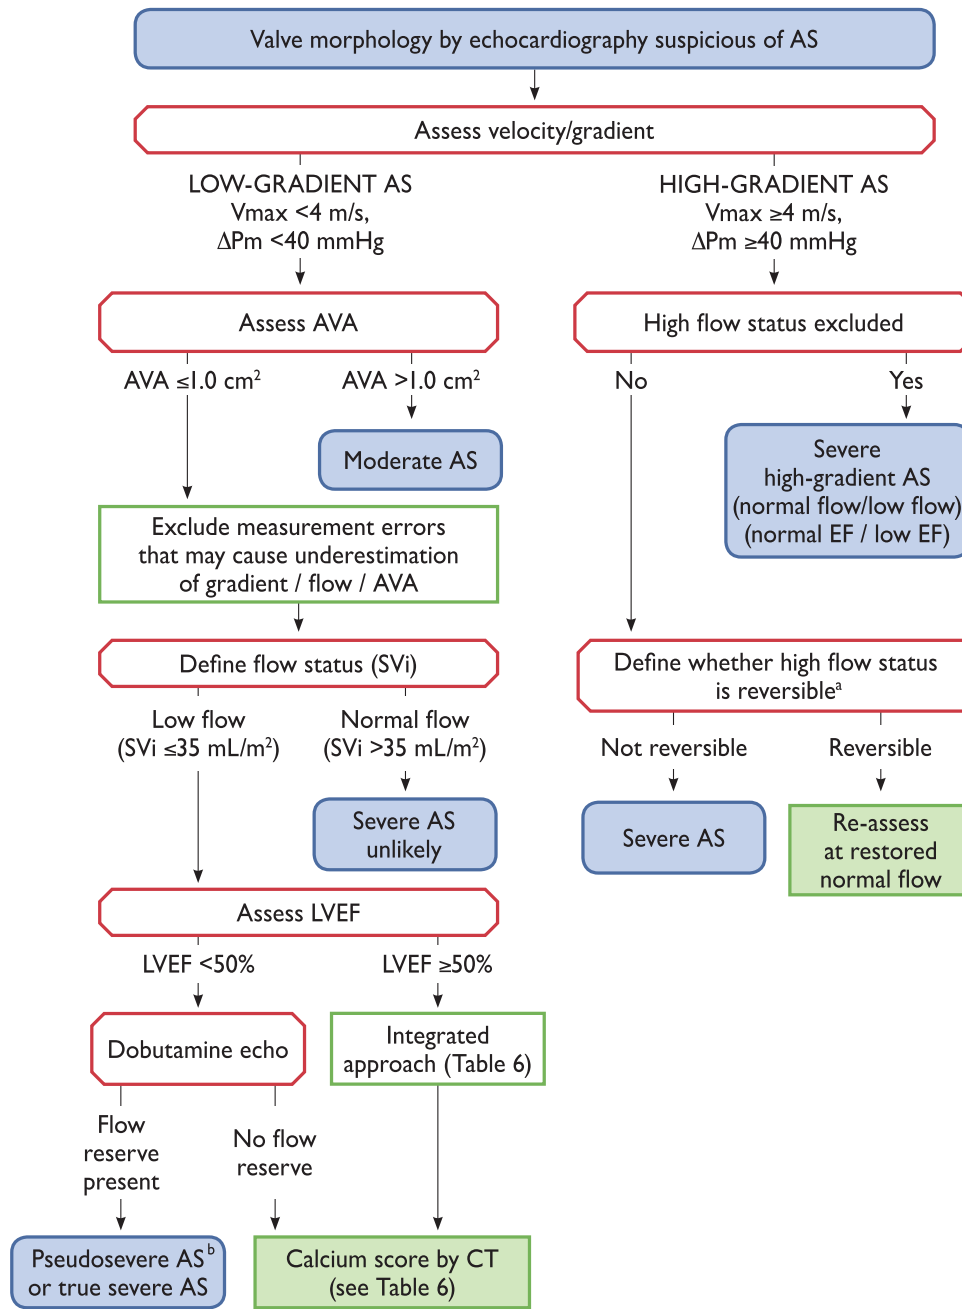 Valve morphology by echocardiography suspicious of AS
Assess velocity/gradient
LOW-GRADIENT AS
Vmax <4 m/s,
ΔPm <40 mmHg
HIGH-GRADIENT AS
Vmax ≥4 m/s,
ΔPm ≥40 mmHg
Assess AVA
High flow status excluded
AVA ≤1.0 cm²
AVA >1.0 cm²
No
Yes
Moderate AS
Severe
high-gradient AS
(normal flow/low flow)
(normal EF / low EF)
Exclude measurement errors
that may cause underestimation
of gradient / flow / AVA
Define flow status (SVi)
Define whether high flow status
is reversibleᵃ
Low flow
(SVi ≤35 mL/m²)
Normal flow
(SVi >35 mL/m²)
Not reversible
Reversible
Severe AS
unlikely
Severe AS
Re-assess
at restored
normal flow
Assess LVEF
LVEF <50%
LVEF ≥50%
Dobutamine echo
Integrated
approach (Table 6)
Flow
reserve
present
No flow
reserve
Pseudosevere ASᵇ
or true severe AS
Calcium score by CT
(see Table 6)